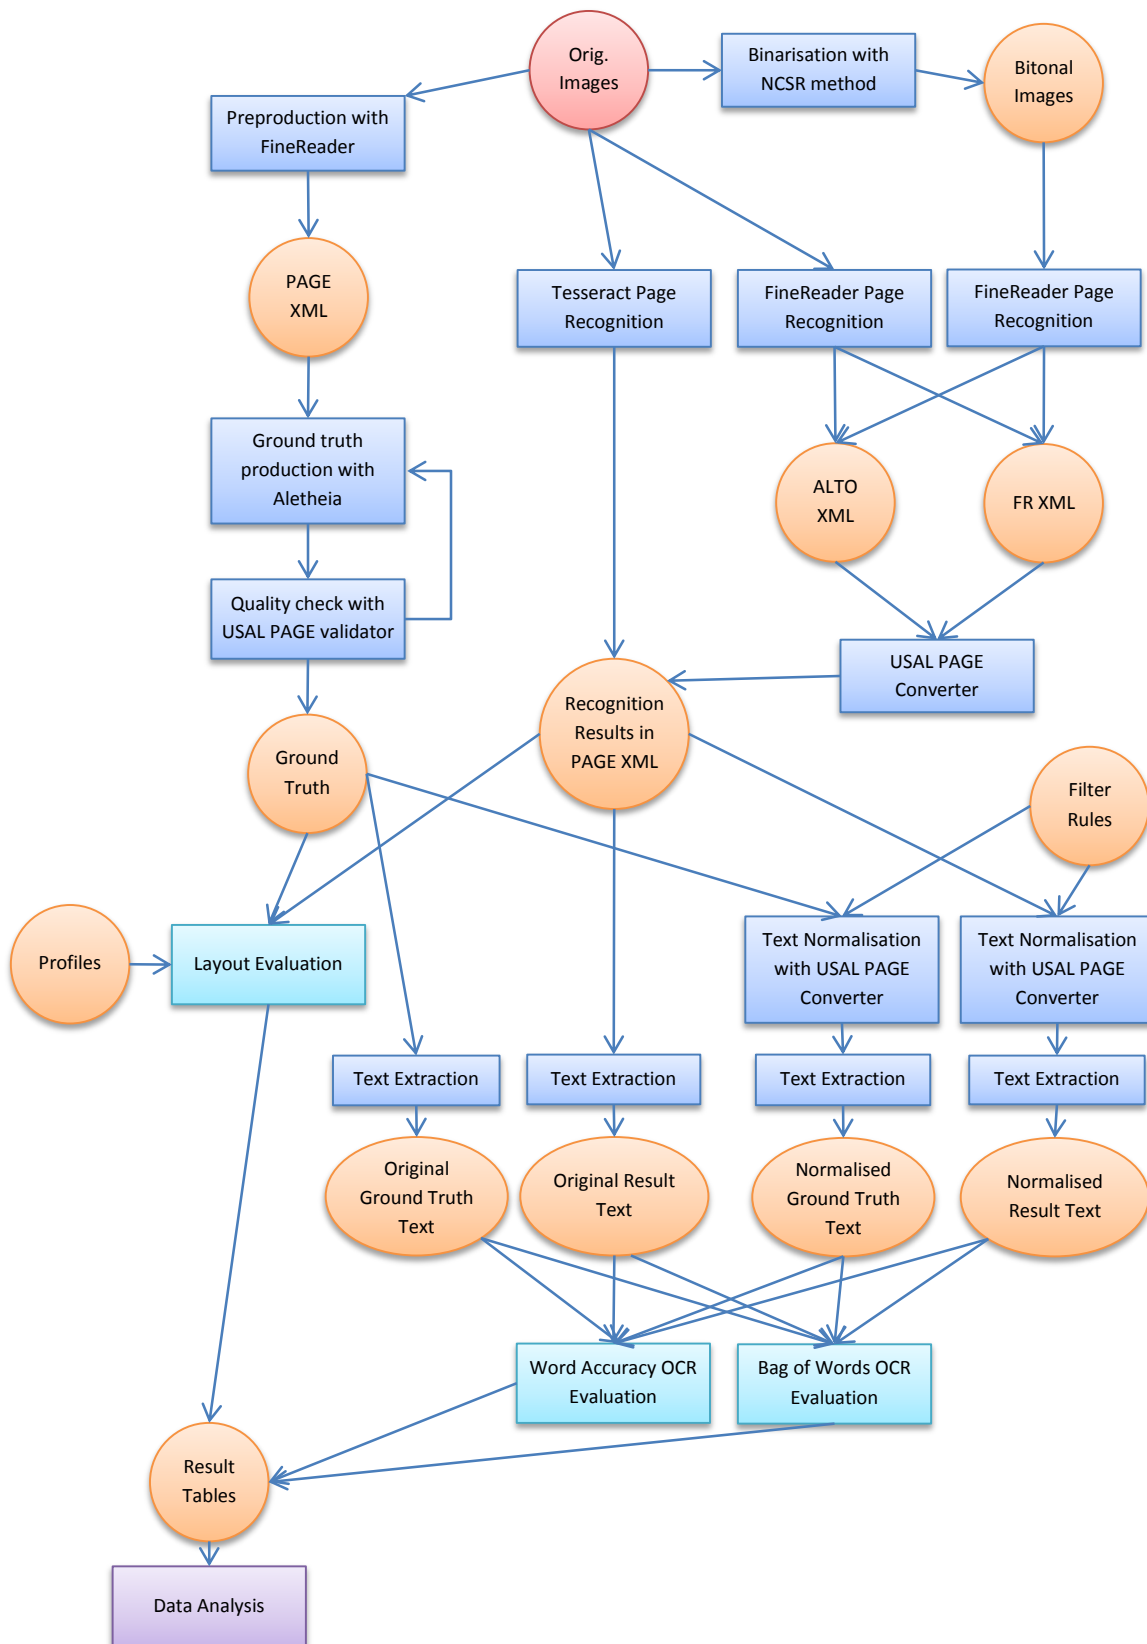 Orig.
Images
Binarisation with
NCSR method
Bitonal
Images
Preproduction with
FineReader
PAGE
XML
Tesseract Page
Recognition
FineReader Page
Recognition
FineReader Page
Recognition
Ground truth
production with
Aletheia
ALTO
XML
FR XML
Quality check with
USAL PAGE validator
USAL PAGE
Converter
Recognition
Results in
PAGE XML
Ground
Truth
Filter
Rules
Profiles
Layout Evaluation
Text Normalisation
with USAL PAGE
Converter
Text Normalisation
with USAL PAGE
Converter
Text Extraction
Text Extraction
Text Extraction
Text Extraction
Original
Ground Truth
Text
Original Result
Text
Normalised
Ground Truth
Text
Normalised
Result Text
Word Accuracy OCR
Evaluation
Bag of Words OCR
Evaluation
Result
Tables
Data Analysis